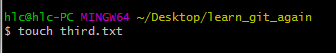 hlc@hlc-PC MINGW64 ~/Desktop/learn_git_again
$ touch third.txt